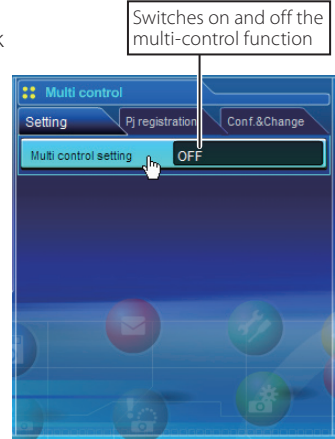 Switches on and off the
multi-control function
k
Multi control
Setting Pj registration Conf.&Change
Multi control setting OFF